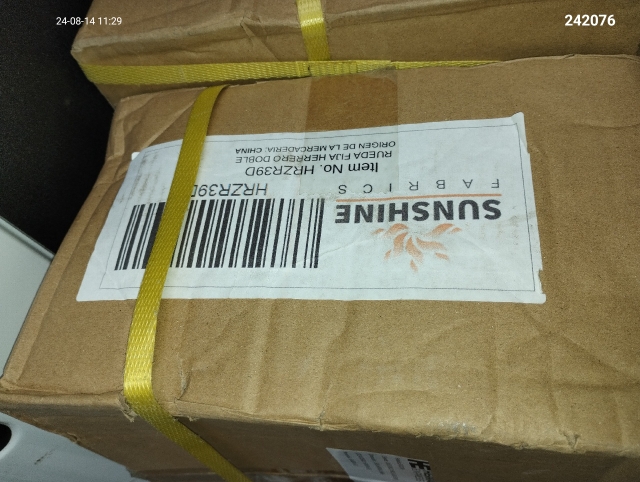 24-08-14 11:29
242076
SUNSHINE
FABRICS
HRZR39D
Item No. HRZR39D
RUEDA FIJA HERRERO DOBLE
ORIGEN DE LA MERCADERIA: CHINA